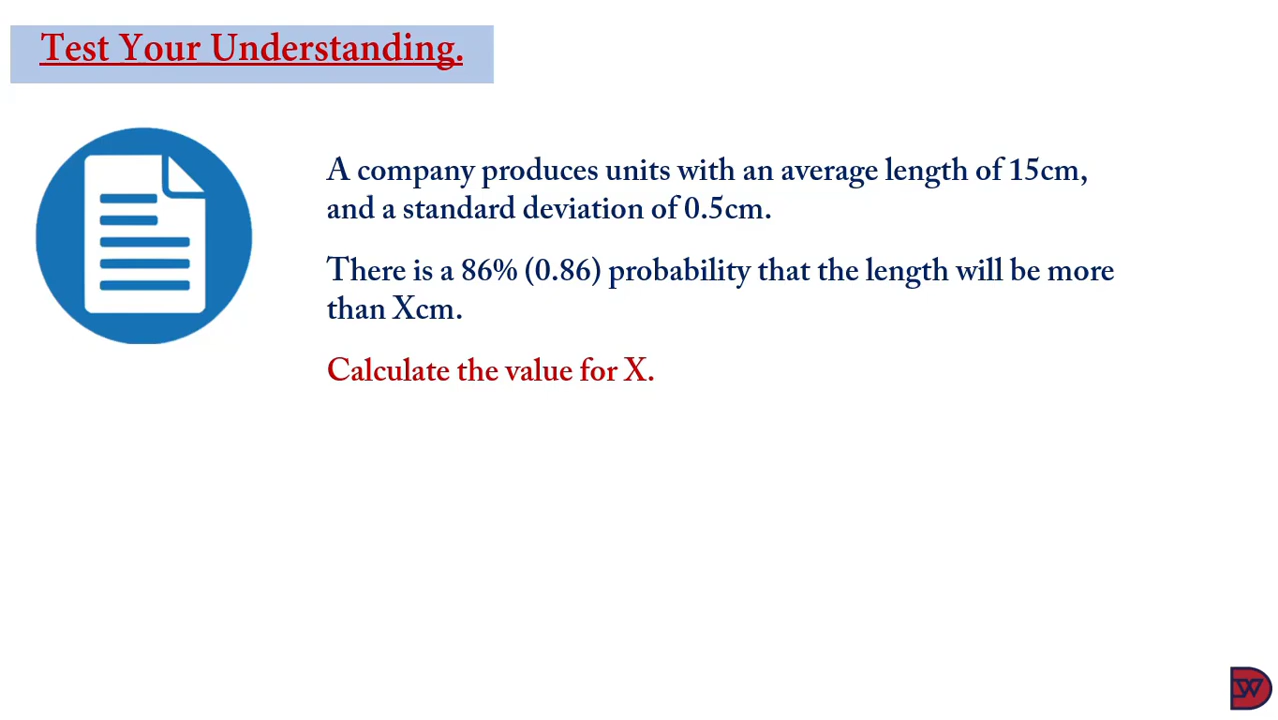 Test Your Understanding.
A company produces units with an average length of 15cm,
and a standard deviation of 0.5cm.
There is a 86% (0.86) probability that the length will be more
than Xcm.
Calculate the value for X.